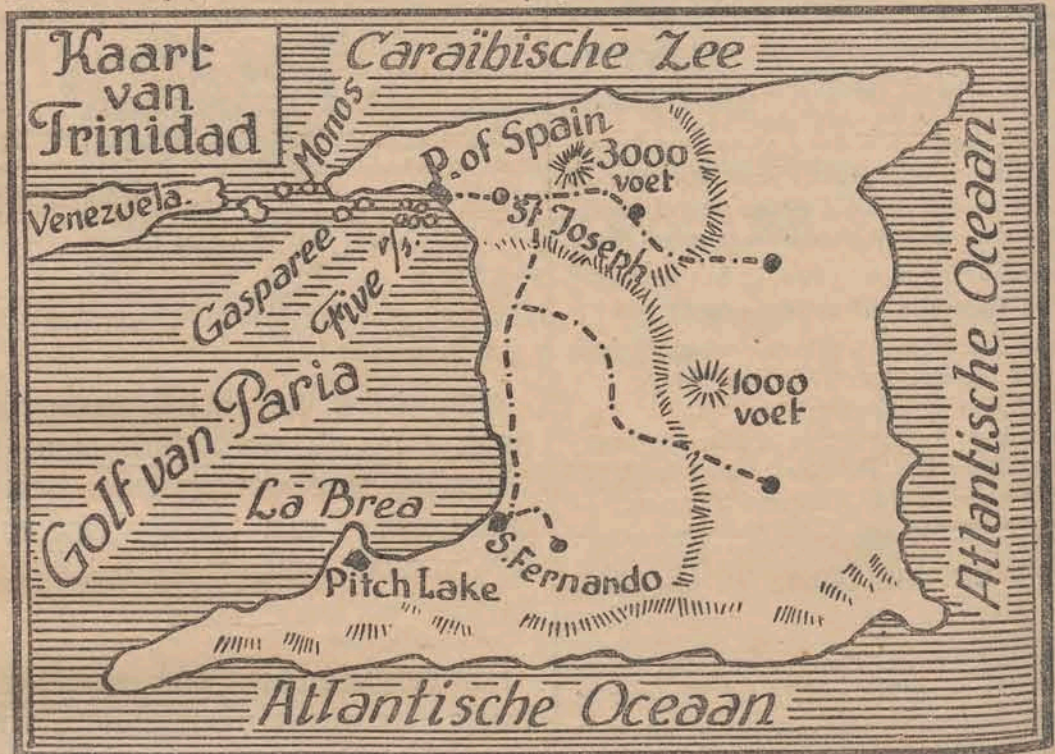 Kaart
van
Trinidad
Caraïbische Zee
Monos
P. of Spain
3000
voet
Venezuela.
St Joseph
Gasparee
Five Is.
Atlantische Oceaan
Golf van Paria
1000
voet
La Brea
S. Fernando
Pitch Lake
Atlantische Oceaan